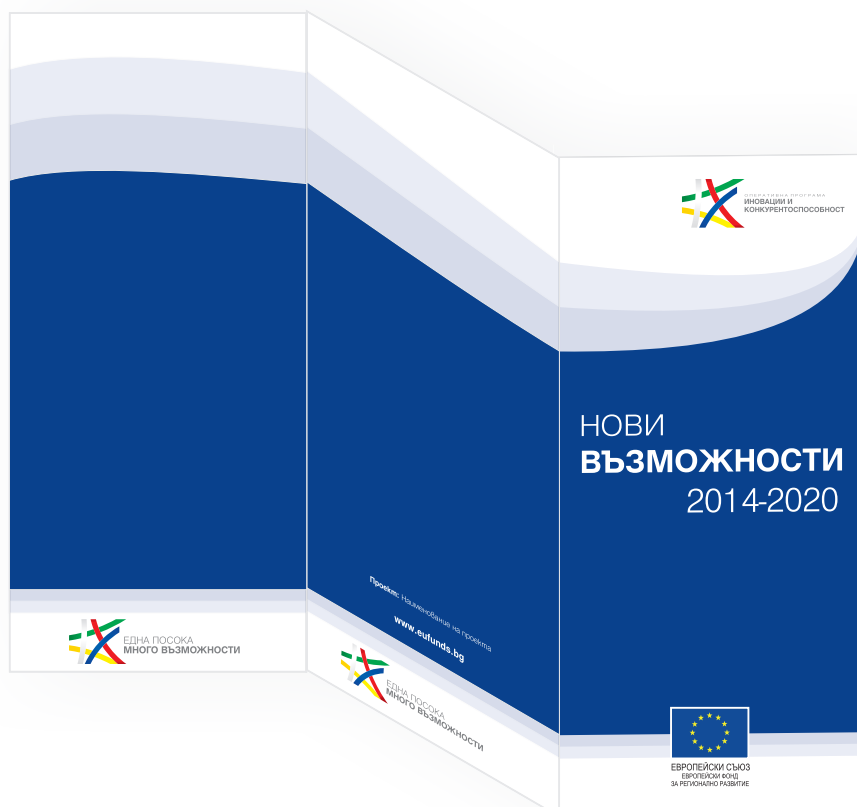 ЕДНА ПОСОКА
МНОГО ВЪЗМОЖНОСТИ
Проект: Наименование на проекта
www.eufunds.bg
ЕДНА ПОСОКА
МНОГО ВЪЗМОЖНОСТИ
ОПЕРАТИВНА ПРОГРАМА
ИНОВАЦИИ И
КОНКУРЕНТОСПОСОБНОСТ
НОВИ
ВЪЗМОЖНОСТИ
2014-2020
ЕВРОПЕЙСКИ СЪЮЗ
ЕВРОПЕЙСКИ ФОНД
ЗА РЕГИОНАЛНО РАЗВИТИЕ